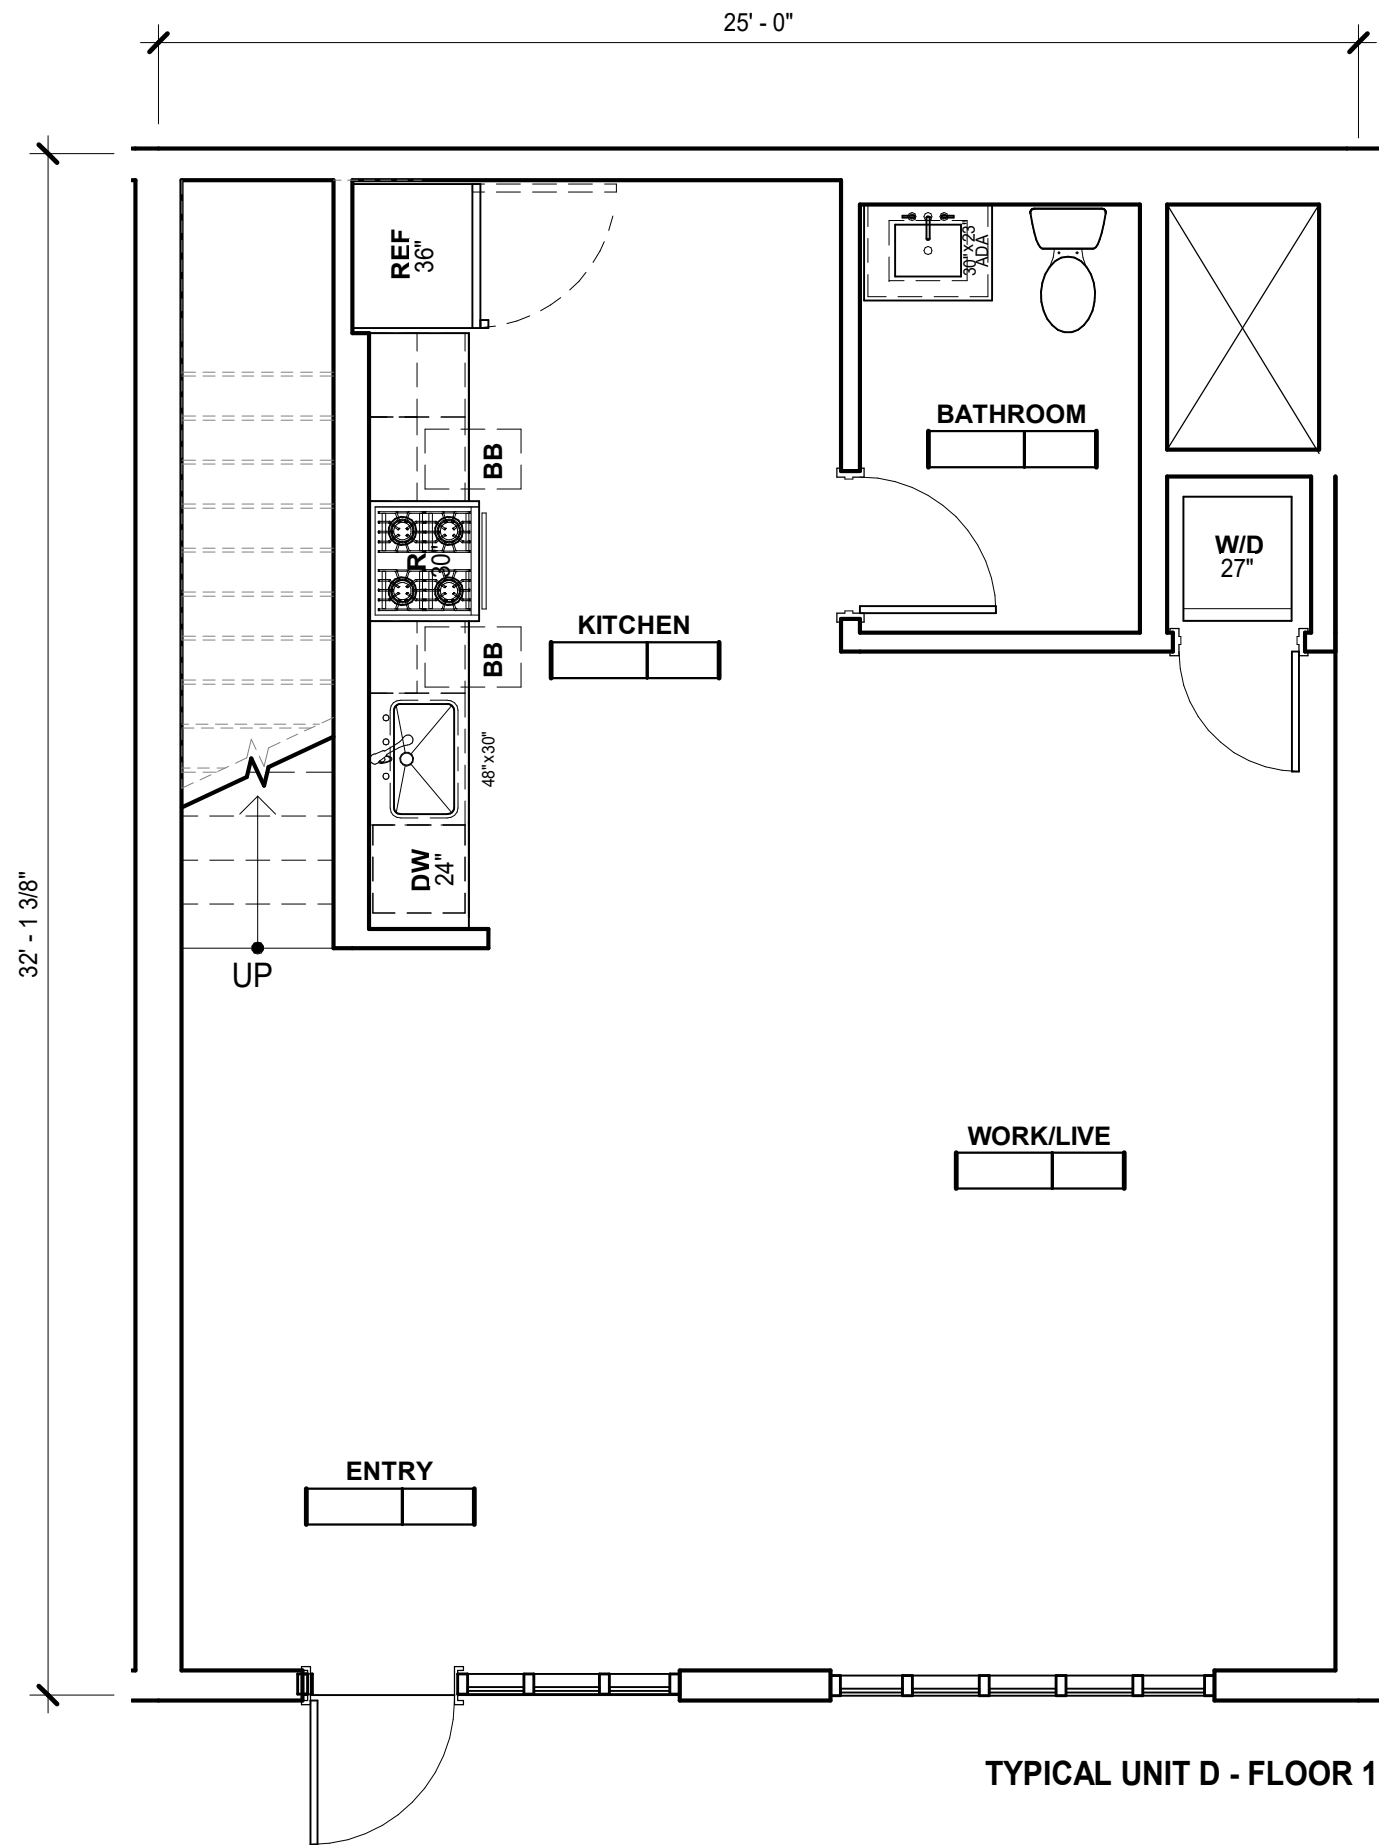 25' - 0"
REF
36"
30"x23"
ADA
BATHROOM
BB
W/D
27"
R
30"
KITCHEN
BB
48"x30"
DW
24"
32' - 1 3/8"
UP
WORK/LIVE
ENTRY
TYPICAL UNIT D - FLOOR 1